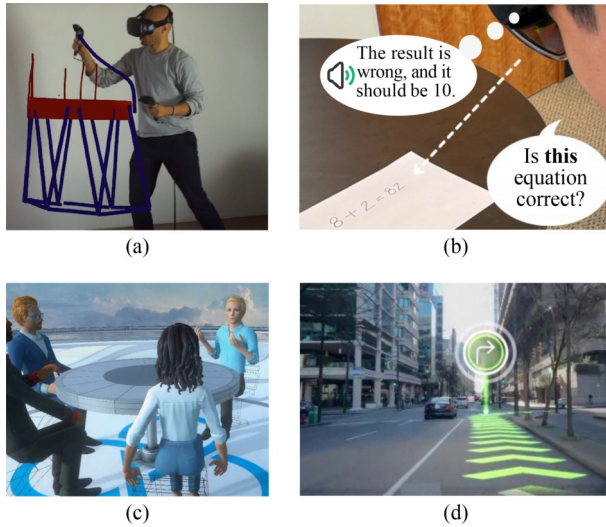 (a)
The result is
wrong, and it
should be 10.
Is this
equation
correct?
8 + 2 = 82
(b)
(c)
(d)